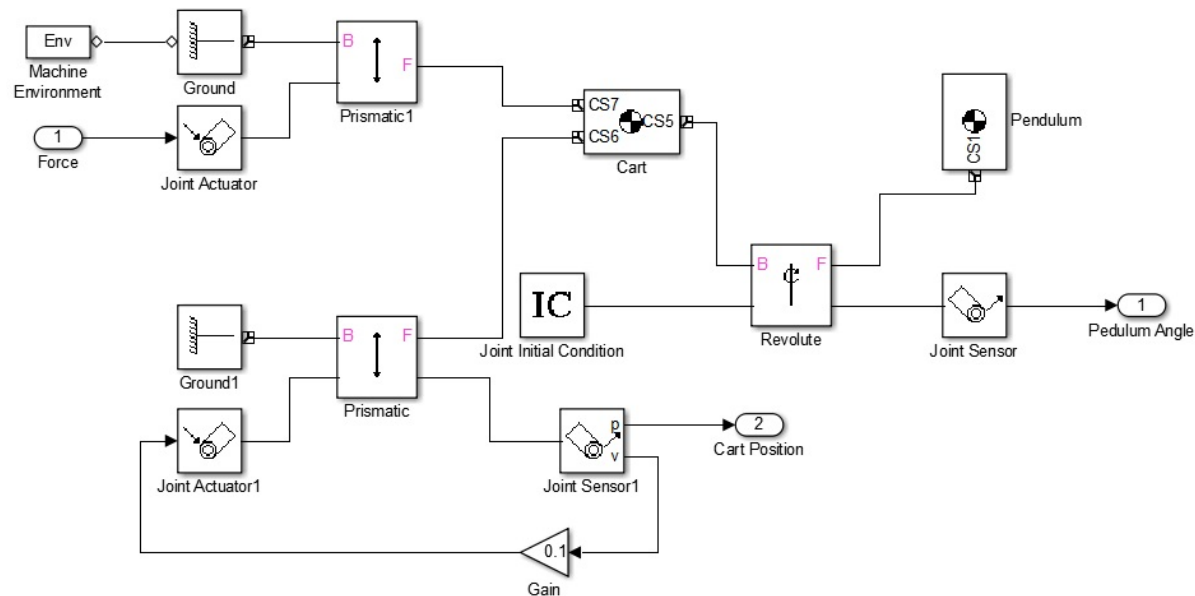 Env
Machine
Environment
Ground
B
F
Prismatic1
1
Force
Joint Actuator
CS7
CS6
CS5
Cart
CS1
Pendulum
IC
Joint Initial Condition
B
F
Revolute
Joint Sensor
1
Pedulum Angle
Ground1
B
F
Prismatic
Joint Actuator1
p
v
Joint Sensor1
2
Cart Position
0.1
Gain